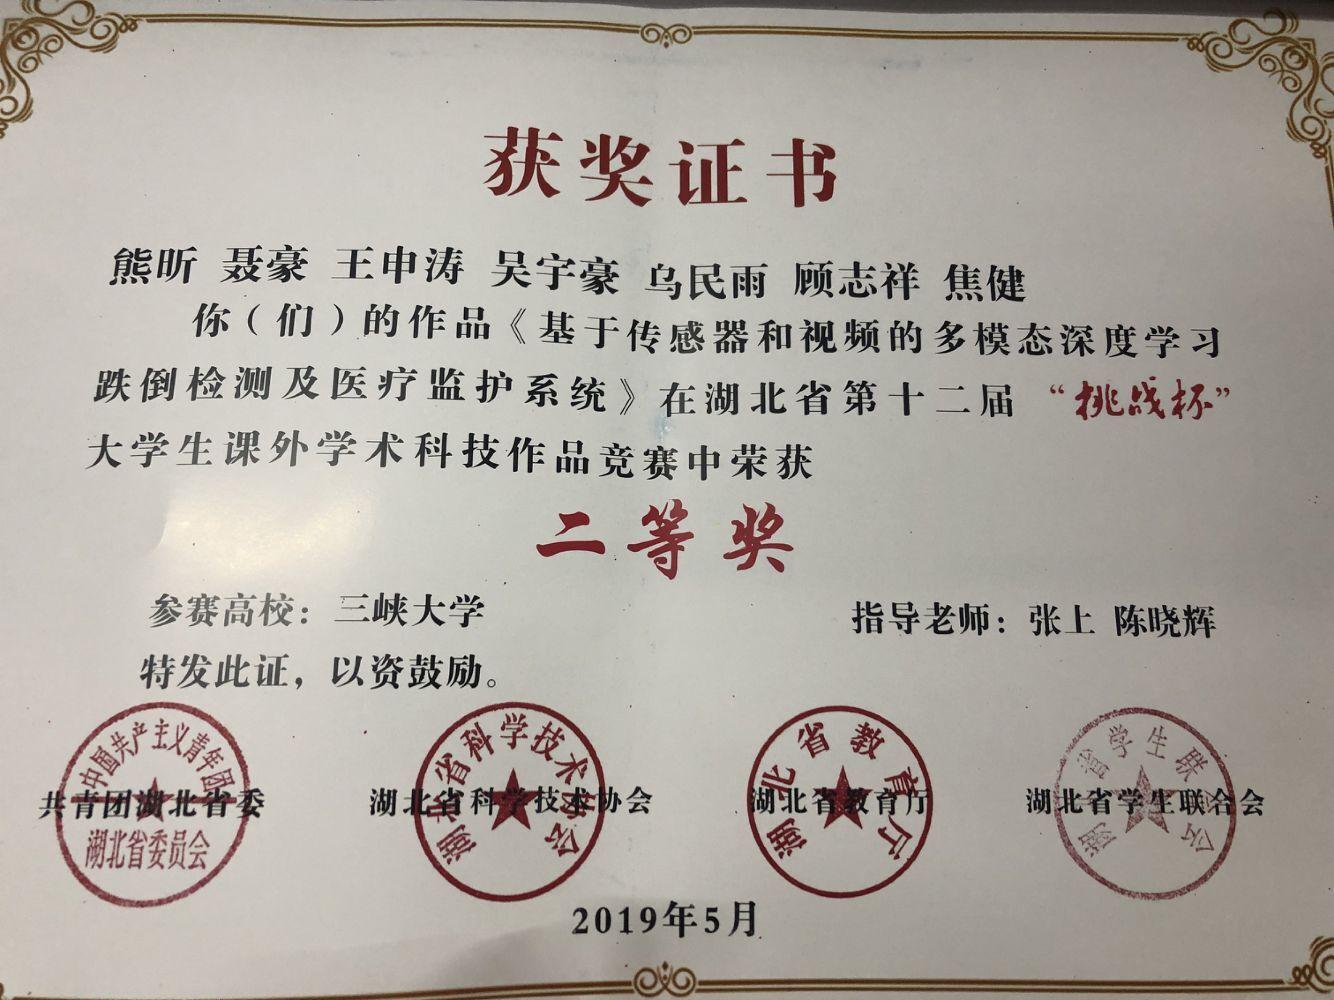 获奖证书
熊昕 聂豪 王申涛 吴宇豪 乌民雨 顾志祥 焦健
你（们）的作品《基于传感器和视频的多模态深度学习
跌倒检测及医疗监护系统》在湖北省第十二届“挑战杯”
大学生课外学术科技作品竞赛中荣获
二等奖
参赛高校：三峡大学
指导老师：张上 陈晓辉
特发此证，以资鼓励。
中国共产主义青年团
湖北省委员会
共青团湖北省委
湖北省科学技术协会
湖北省科学技术协会
湖北省教育厅
湖北省教育厅
湖北省学生联合会
湖北省学生联合会
2019年5月